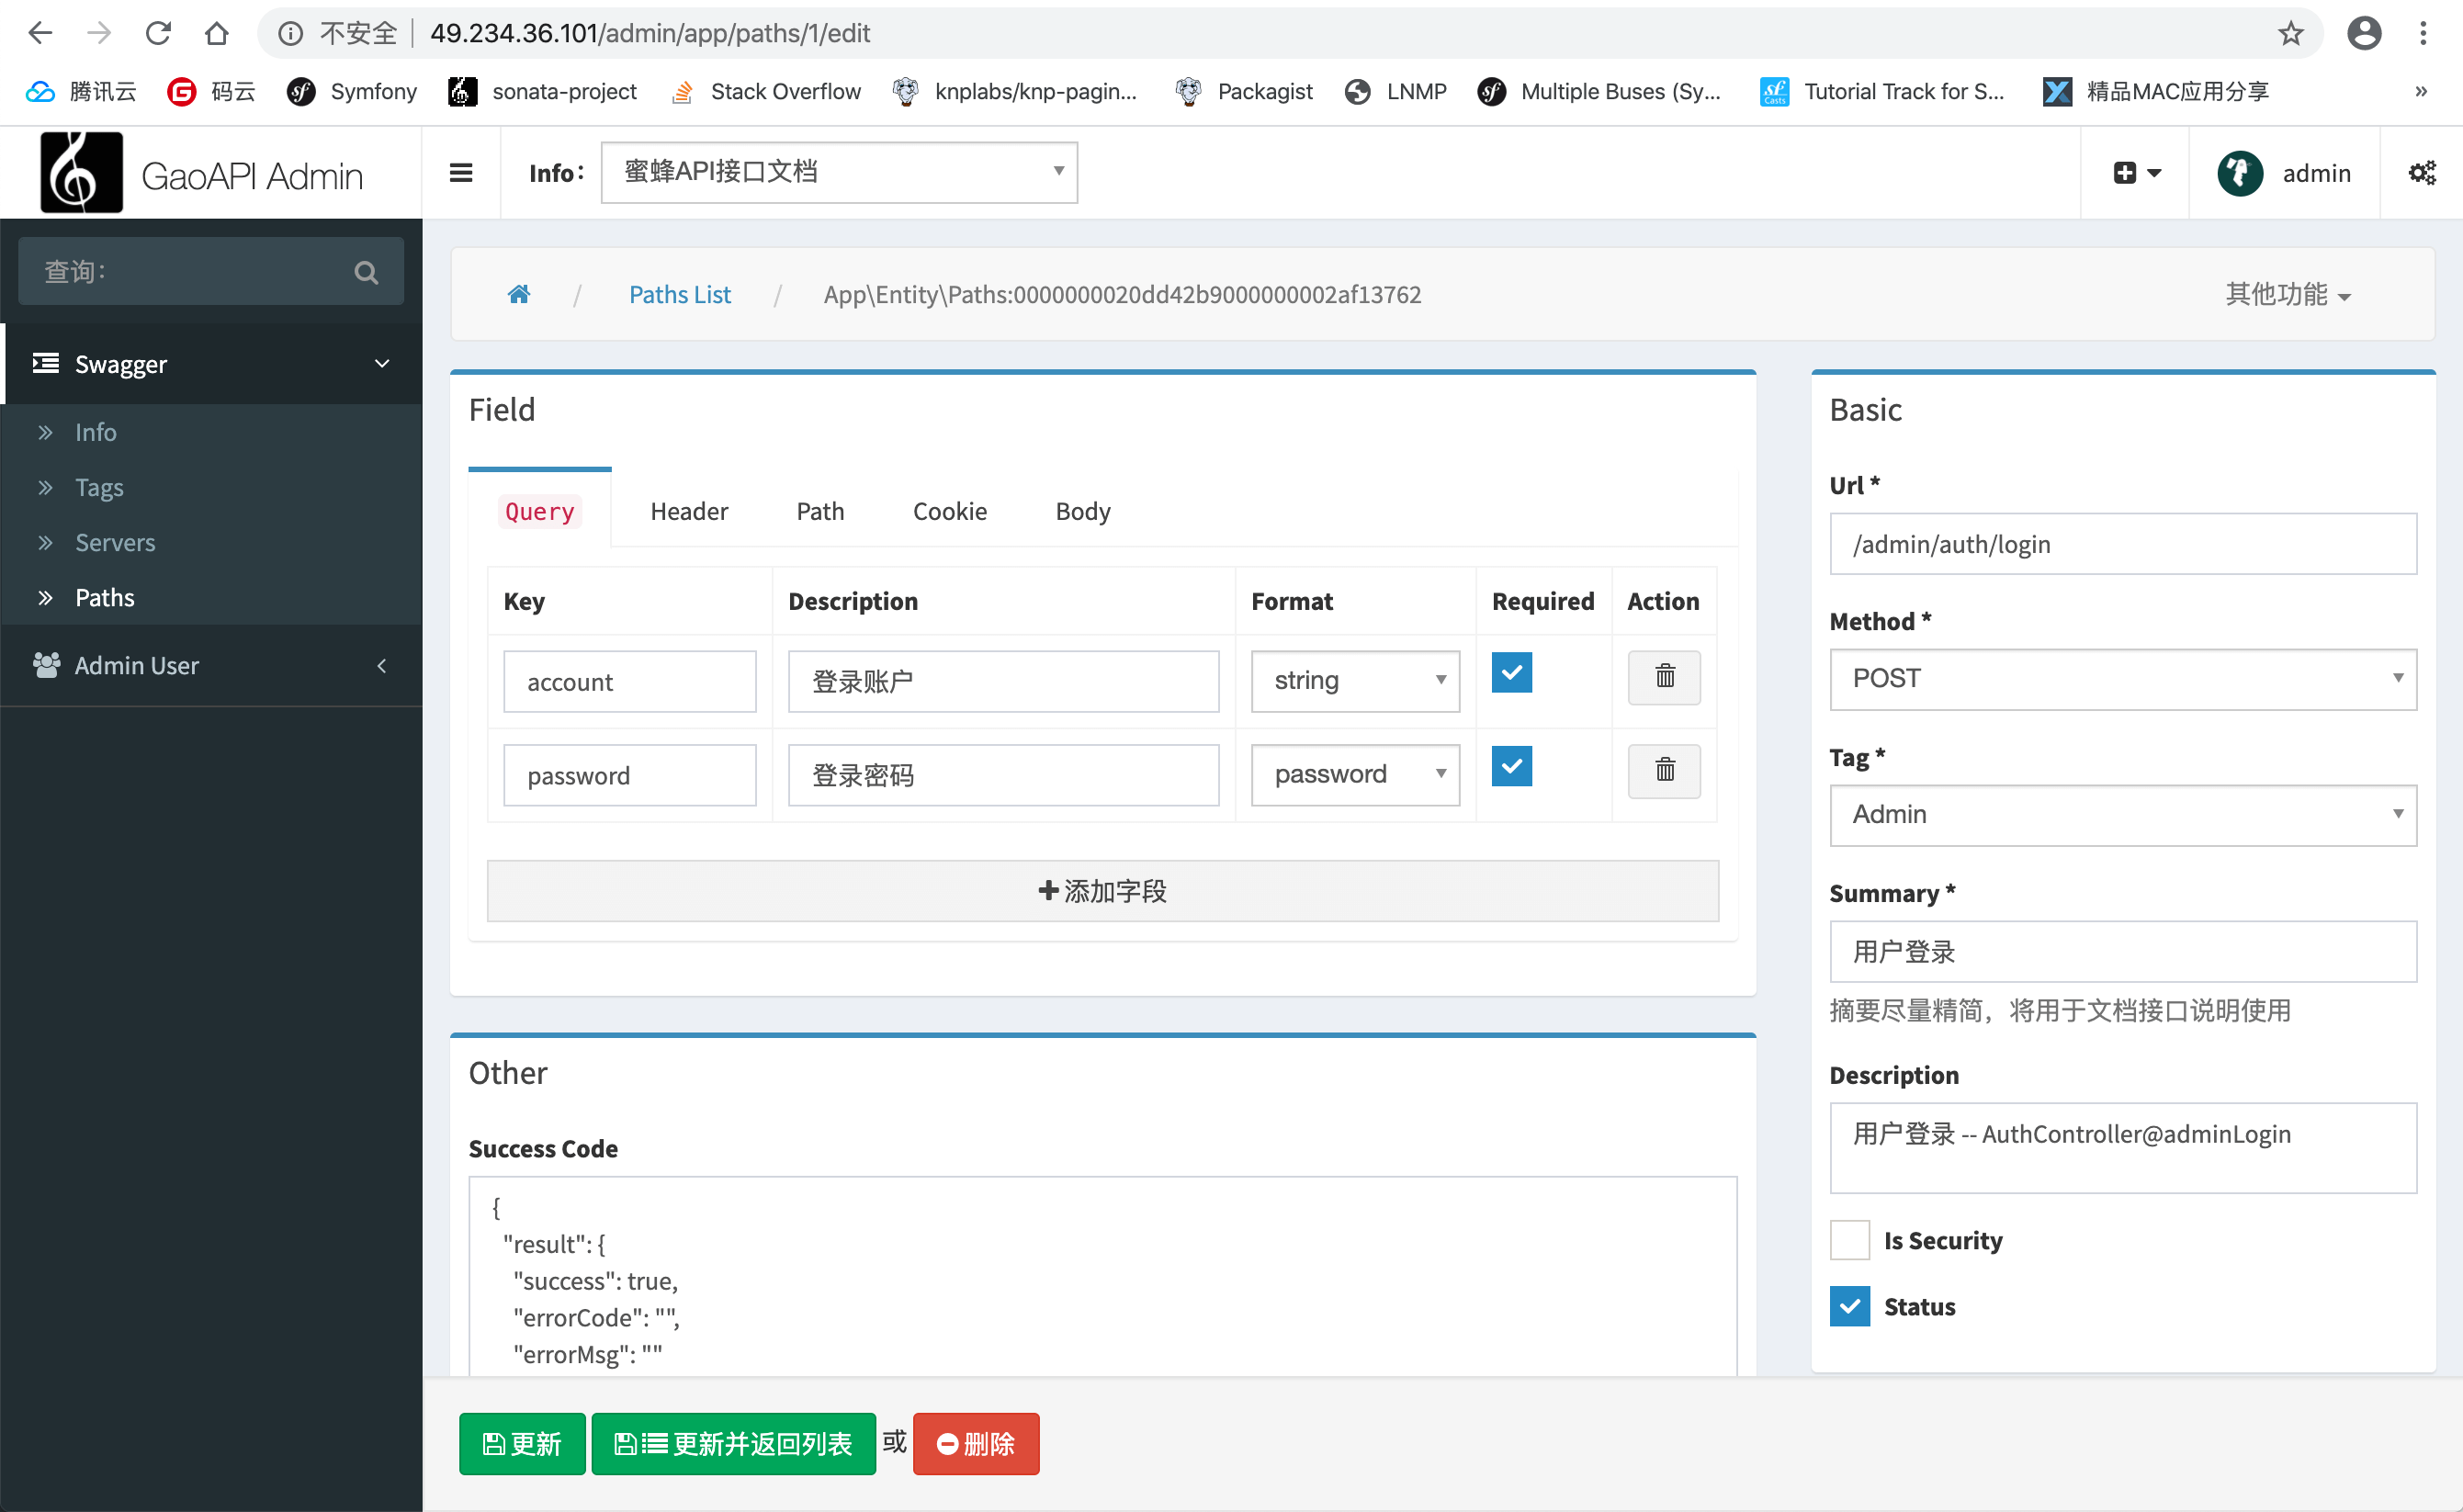 不安全 49.234.36.101/admin/app/paths/1/edit
腾讯云 码云 Symfony sonata-project Stack Overflow knplabs/knp-pagin... Packagist LNMP Multiple Buses (Sy... Tutorial Track for S... 精品MAC应用分享 »
GaoAPI Admin
Info： 蜜蜂API接口文档
admin
查询：
Swagger
Info
Tags
Servers
Paths
Admin User
/ Paths List / App\Entity\Paths:0000000020dd42b9000000002af13762
其他功能
Field
Query Header Path Cookie Body
Key Description Format Required Action
account 登录账户 string
password 登录密码 password
添加字段
Other
Success Code
{
"result": {
"success": true,
"errorCode": "",
"errorMsg": ""
Basic
Url *
/admin/auth/login
Method *
POST
Tag *
Admin
Summary *
用户登录
摘要尽量精简，将用于文档接口说明使用
Description
用户登录 -- AuthController@adminLogin
Is Security
Status
更新 更新并返回列表 或 删除